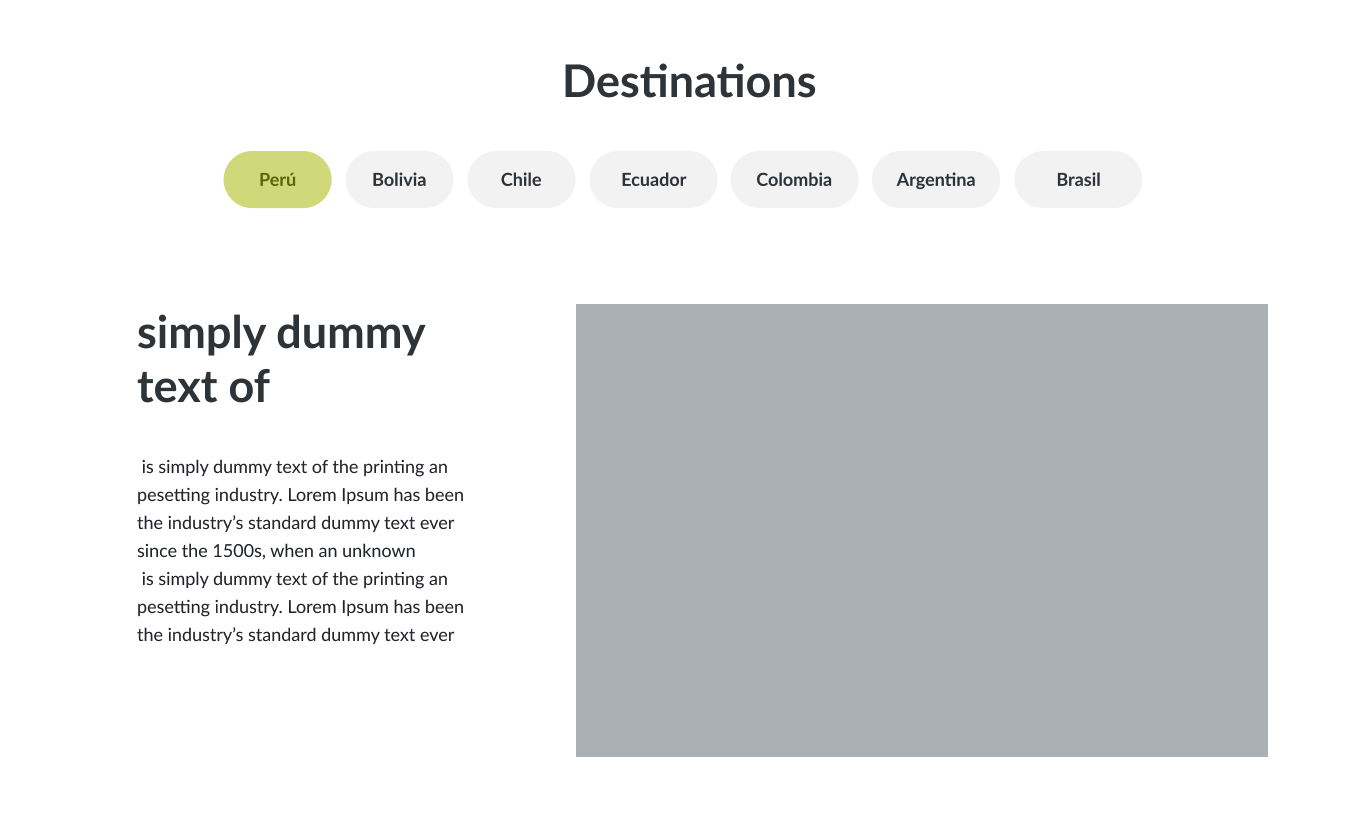 Destinations
Perú Bolivia Chile Ecuador Colombia Argentina Brasil
simply dummy
text of
is simply dummy text of the printing an
pesetting industry. Lorem Ipsum has been
the industry’s standard dummy text ever
since the 1500s, when an unknown
is simply dummy text of the printing an
pesetting industry. Lorem Ipsum has been
the industry’s standard dummy text ever